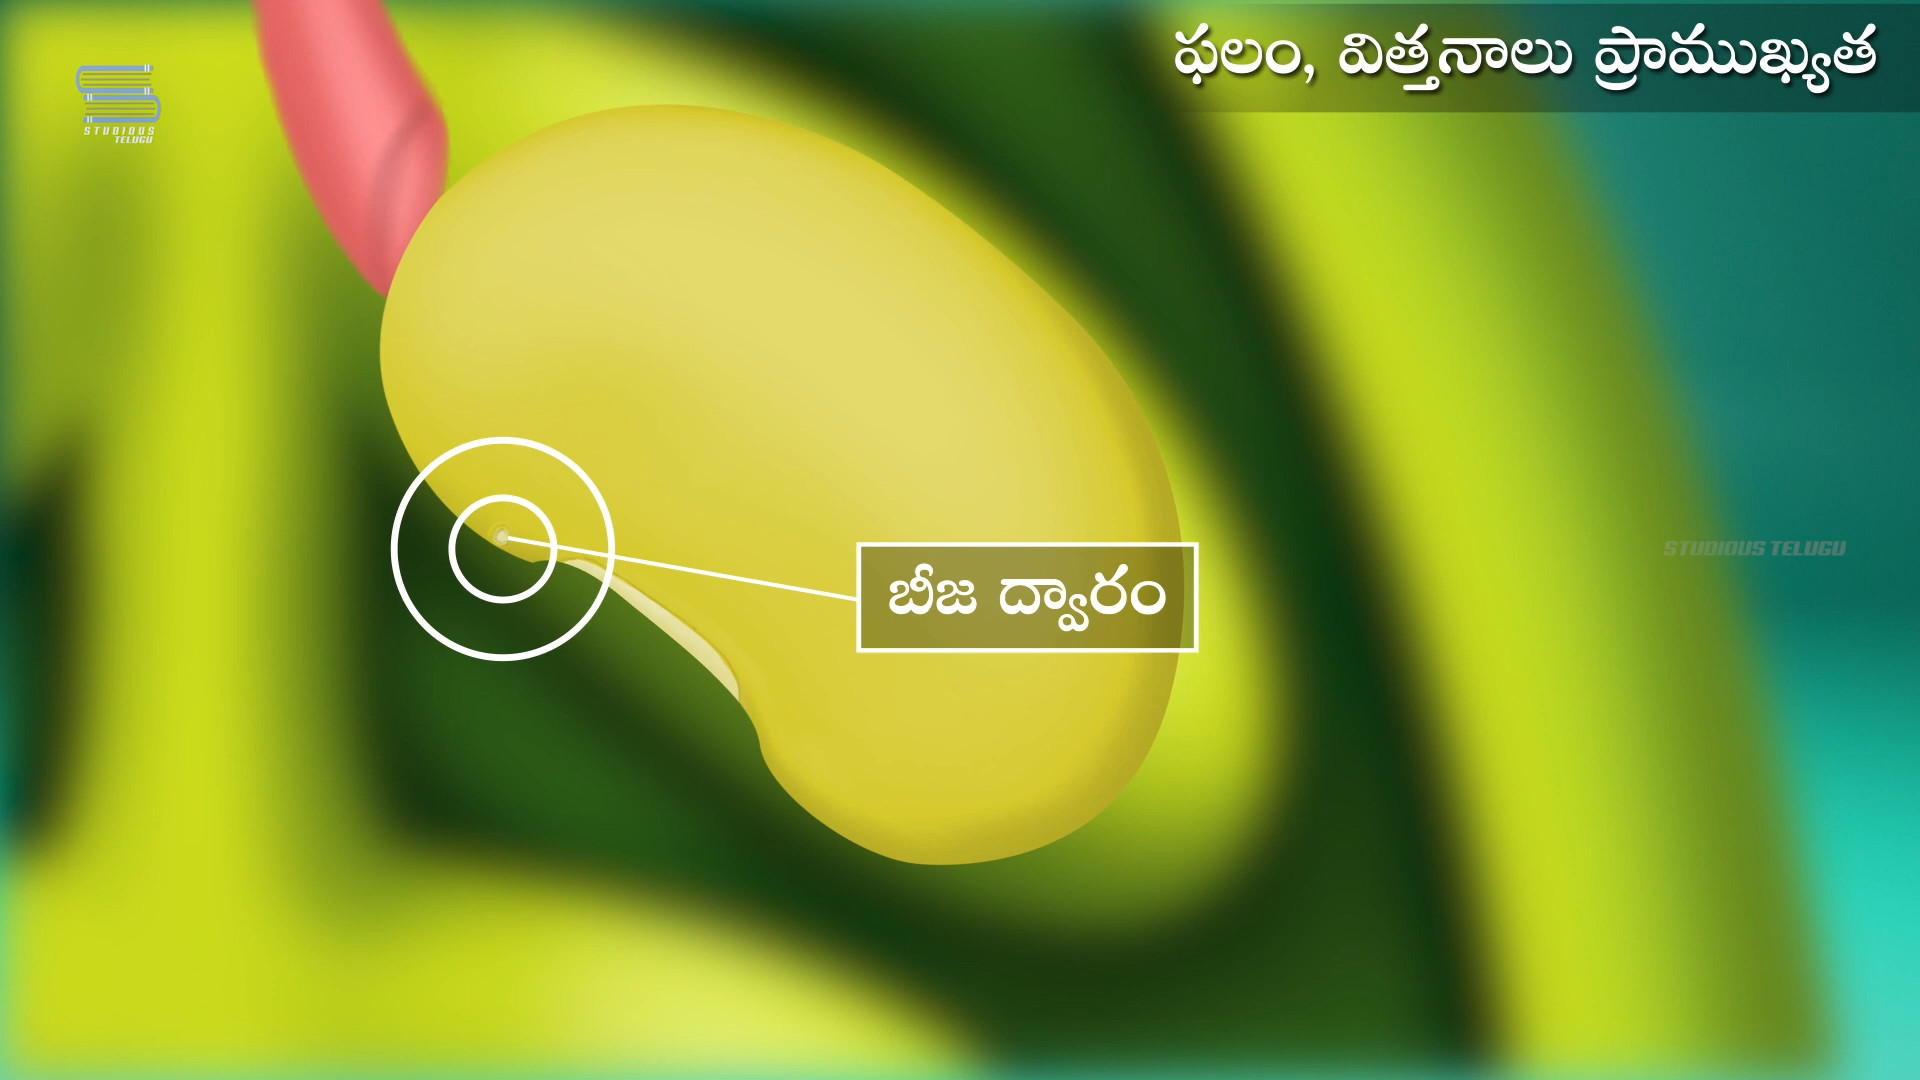 ఫలం, విత్తనాలు ప్రాముఖ్యత
STUDIOUS
TELUGU
STUDIOUS TELUGU
బీజ ద్వారం